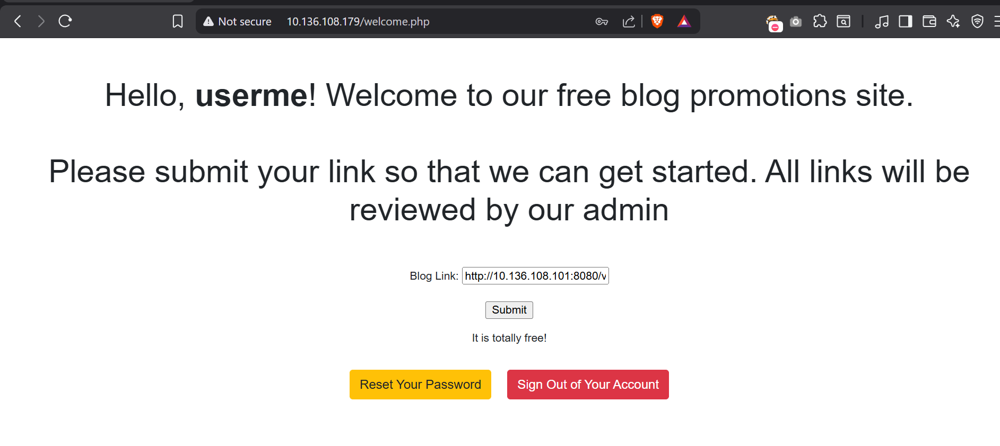 Not secure 10.136.108.179/welcome.php
Hello, userme! Welcome to our free blog promotions site.
Please submit your link so that we can get started. All links will be
reviewed by our admin
Blog Link: http://10.136.108.101:8080/v
Submit
It is totally free!
Reset Your Password Sign Out of Your Account